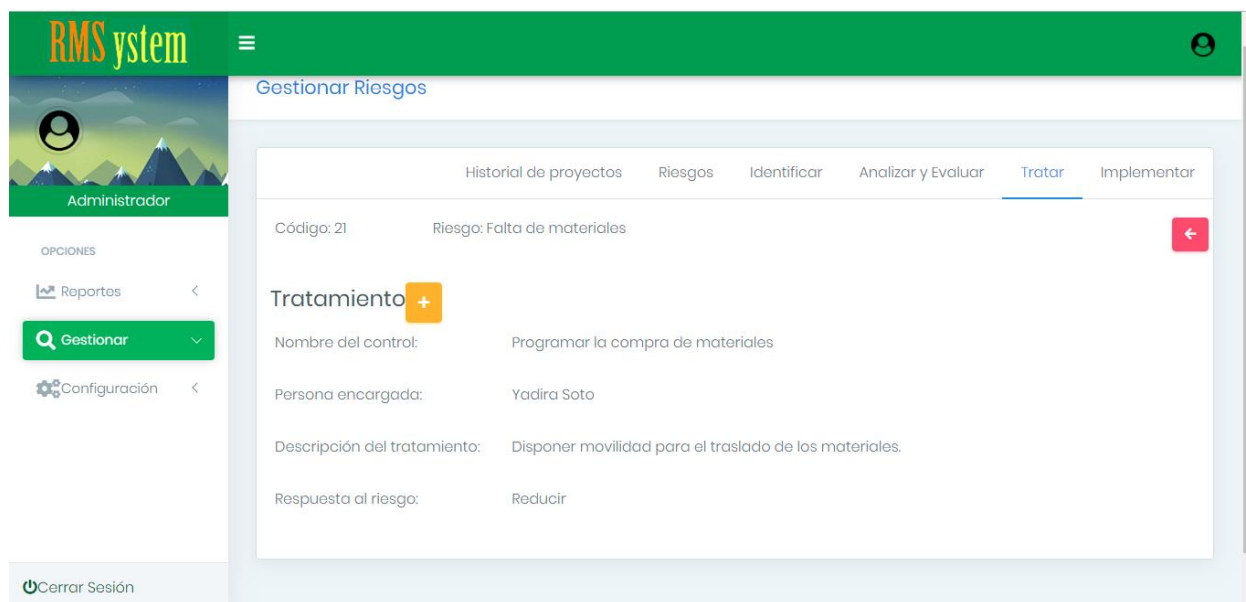 RMSystem
Gestionar Riesgos
Administrador
OPCIONES
Reportes
Gestionar
Configuración
Cerrar Sesión
Historial de proyectos Riesgos Identificar Analizar y Evaluar Tratar Implementar
Código: 21 Riesgo: Falta de materiales
Tratamiento +
Nombre del control: Programar la compra de materiales
Persona encargada: Yadira Soto
Descripción del tratamiento: Disponer movilidad para el traslado de los materiales.
Respuesta al riesgo: Reducir